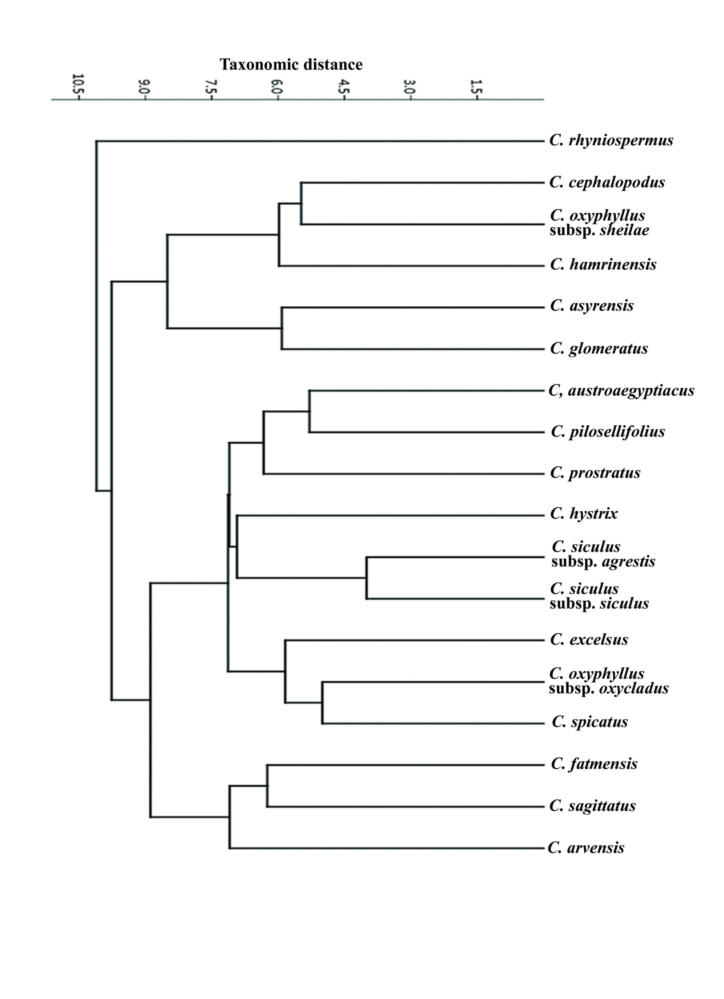 Taxonomic distance
10.5 9.0 7.5 6.0 4.5 3.0 1.5
C. rhyniospermus
C. cephalopodus
C. oxyphyllus
subsp. sheilae
C. hamrinensis
C. asyrensis
C. glomeratus
C, austroaegyptiacus
C. pilosellifolius
C. prostratus
C. hystrix
C. siculus
subsp. agrestis
C. siculus
subsp. siculus
C. excelsus
C. oxyphyllus
subsp. oxycladus
C. spicatus
C. fatmensis
C. sagittatus
C. arvensis